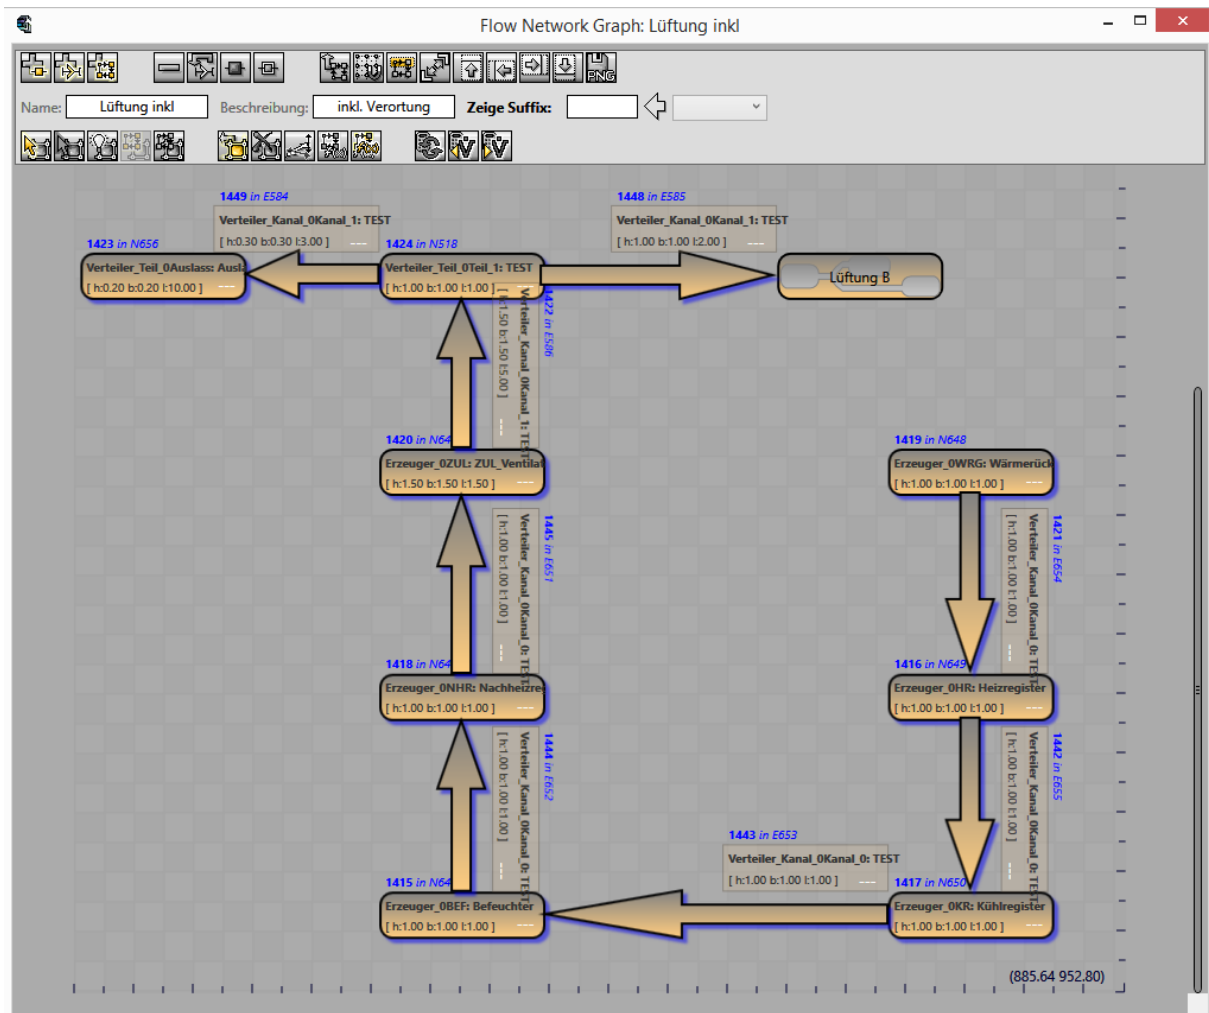 Flow Network Graph: Lüftung inkl
PNG
Name: Lüftung inkl Beschreibung: inkl. Verortung Zeige Suffix:
1449 in E584
Verteiler_Kanal_0Kanal_1: TEST
[ h:0.30 b:0.30 l:3.00 ] ---
1448 in E585
Verteiler_Kanal_0Kanal_1: TEST
[ h:1.00 b:1.00 l:2.00 ] ---
1423 in N656
Verteiler_Teil_0Auslass: Ausl
[ h:0.20 b:0.20 l:10.00 ] ---
1424 in N518
Verteiler_Teil_0Teil_1: TEST
[ h:1.00 b:1.00 l:1.00 ] ---
Lüftung B
1422 in E586
Verteiler_Kanal_0Kanal_1: TEST
[ h:1.50 b:1.50 l:5.00 ] ---
1420 in N64
Erzeuger_0ZUL: ZUL_Ventilat
[ h:1.50 b:1.50 l:1.50 ] ---
1419 in N648
Erzeuger_0WRG: Wärmerück
[ h:1.00 b:1.00 l:1.00 ] ---
1445 in E651
Verteiler_Kanal_0Kanal_0: TEST
[ h:1.00 b:1.00 l:1.00 ] ---
1421 in E654
Verteiler_Kanal_0Kanal_0: TEST
[ h:1.00 b:1.00 l:1.00 ] ---
1418 in N64
Erzeuger_0NHR: Nachheizre
[ h:1.00 b:1.00 l:1.00 ] ---
1416 in N649
Erzeuger_0HR: Heizregister
[ h:1.00 b:1.00 l:1.00 ] ---
1444 in E652
Verteiler_Kanal_0Kanal_0: TEST
[ h:1.00 b:1.00 l:1.00 ] ---
1442 in E655
Verteiler_Kanal_0Kanal_0: TEST
[ h:1.00 b:1.00 l:1.00 ] ---
1443 in E653
Verteiler_Kanal_0Kanal_0: TEST
[ h:1.00 b:1.00 l:1.00 ] ---
1415 in N64
Erzeuger_0BEF: Befeuchter
[ h:1.00 b:1.00 l:1.00 ] ---
1417 in N650
Erzeuger_0KR: Kühlregister
[ h:1.00 b:1.00 l:1.00 ] ---
(885.64 952.80)